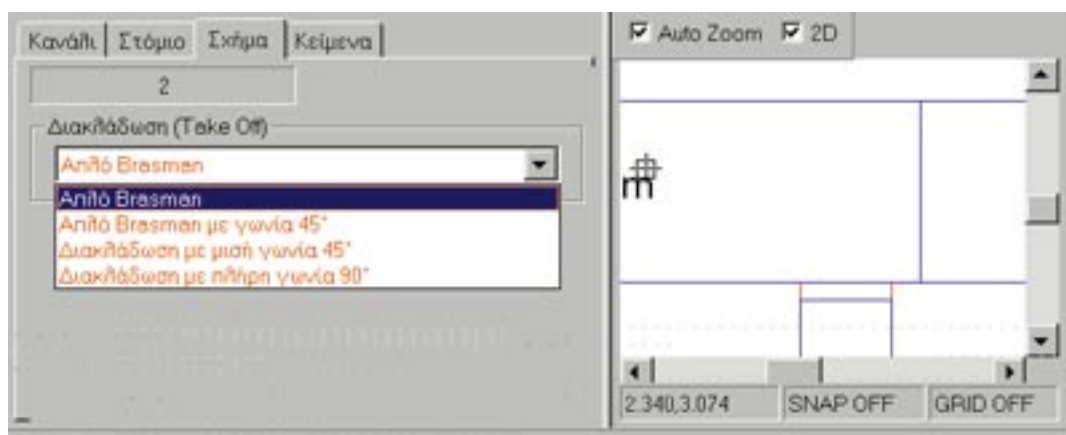 Κανάλι Στόμιο Σχήμα Κείμενα
2
Διακλάδωση (Take Off)
Απλό Brasman
Απλό Brasman
Απλό Brasman με γωνία 45°
Διακλάδωση με μισή γωνία 45°
Διακλάδωση με πλήρη γωνία 90°
Auto Zoom 2D
m
2.340,3.074 SNAP OFF GRID OFF